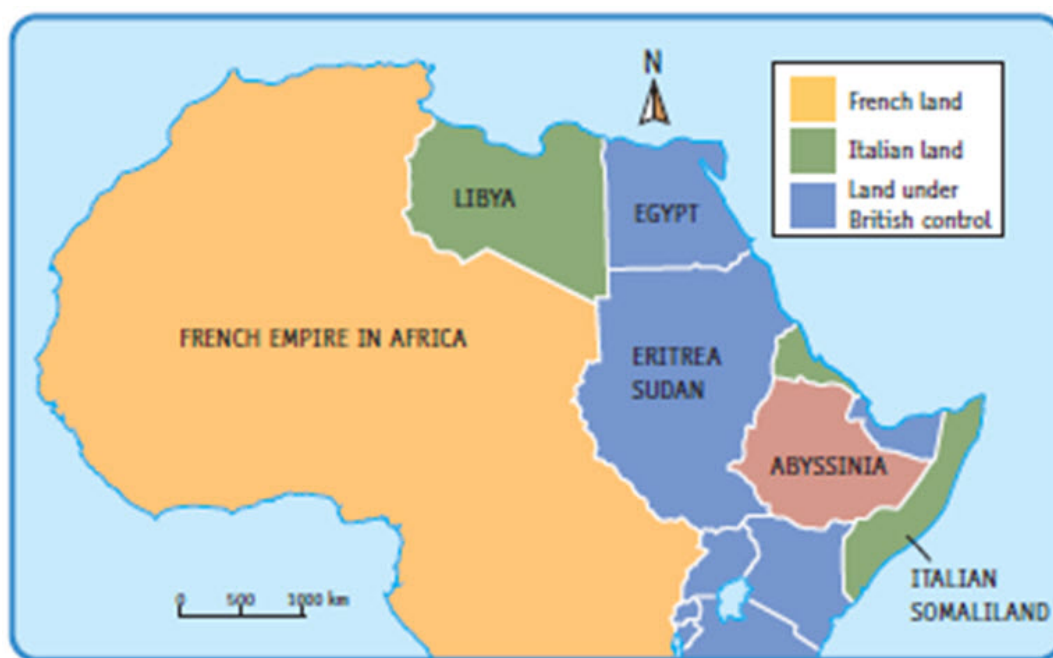 N
French land
Italian land
Land under
British control
LIBYA
EGYPT
FRENCH EMPIRE IN AFRICA
ERITREA
SUDAN
ABYSSINIA
ITALIAN
SOMALILAND
0 500 1000 km